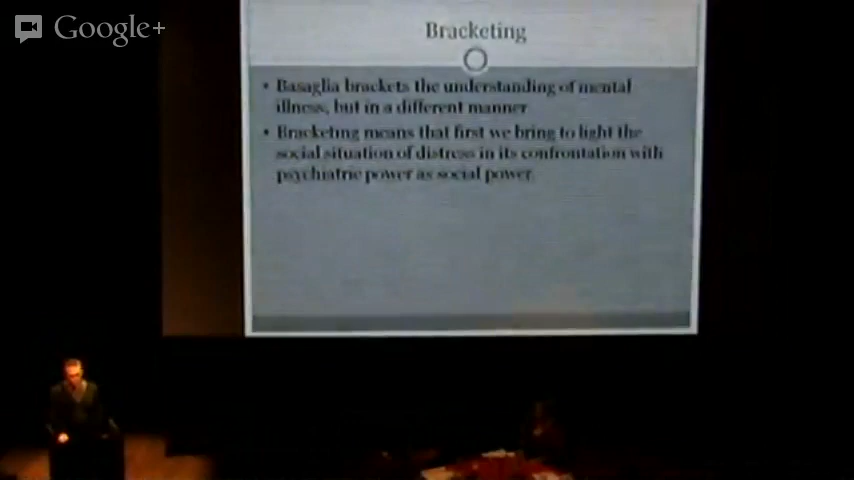 Google+
Bracketing
• Basaglia brackets the understanding of mental
illness, but in a different manner
• Bracketing means that first we bring to light the
social situation of distress in its confrontation with
psychiatric power as social power.